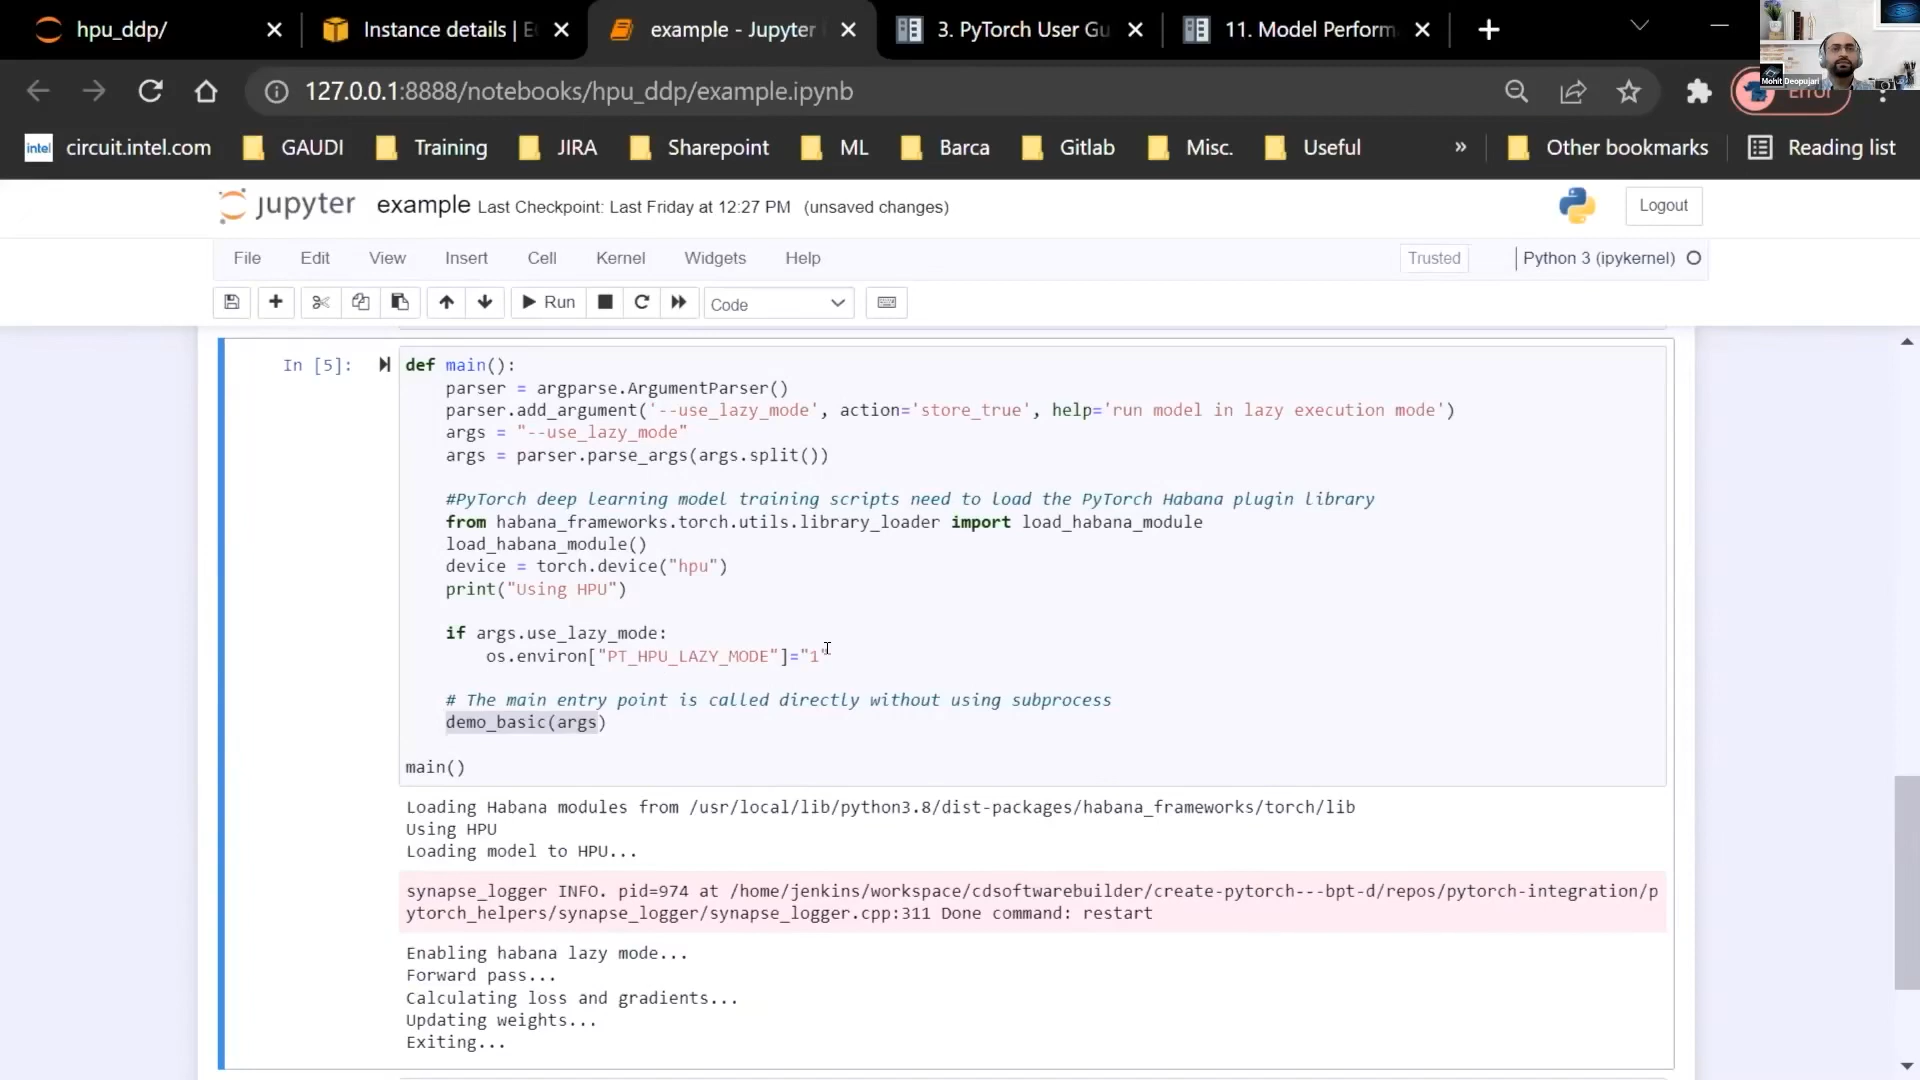 hpu_ddp/
Instance details | E
example - Jupyter
3. PyTorch User Gu
11. Model Perform
127.0.0.1:8888/notebooks/hpu_ddp/example.ipynb
Error
Mohit Deopujari
intel circuit.intel.com
GAUDI
Training
JIRA
Sharepoint
ML
Barca
Gitlab
Misc.
Useful
»
Other bookmarks
Reading list
jupyter example Last Checkpoint: Last Friday at 12:27 PM (unsaved changes)
Logout
File Edit View Insert Cell Kernel Widgets Help
Trusted
Python 3 (ipykernel)
Run
Code
In [5]:
def main():
    parser = argparse.ArgumentParser()
    parser.add_argument('--use_lazy_mode', action='store_true', help='run model in lazy execution mode')
    args = "--use_lazy_mode"
    args = parser.parse_args(args.split())
    #PyTorch deep learning model training scripts need to load the PyTorch Habana plugin library
    from habana_frameworks.torch.utils.library_loader import load_habana_module
    load_habana_module()
    device = torch.device("hpu")
    print("Using HPU")
    if args.use_lazy_mode:
        os.environ["PT_HPU_LAZY_MODE"]="1"
    # The main entry point is called directly without using subprocess
    demo_basic(args)
main()
Loading Habana modules from /usr/local/lib/python3.8/dist-packages/habana_frameworks/torch/lib
Using HPU
Loading model to HPU...
synapse_logger INFO. pid=974 at /home/jenkins/workspace/cdsoftwarebuilder/create-pytorch---bpt-d/repos/pytorch-integration/p
ytorch_helpers/synapse_logger/synapse_logger.cpp:311 Done command: restart
Enabling habana lazy mode...
Forward pass...
Calculating loss and gradients...
Updating weights...
Exiting...